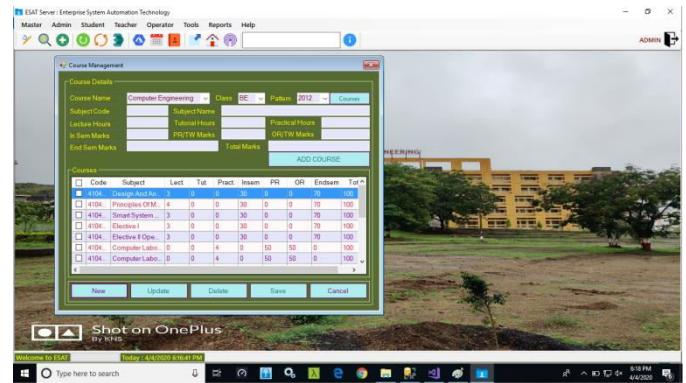 ESAT Server : Enterprise System Automation Technology
Master Admin Student Teacher Operator Tools Reports Help
ADMIN
Course Management
Course Details
Course Name Computer Engineering Class BE Pattern 2012 Courses
Subject Code Subject Name
Lecture Hours Tutorial Hours Practical Hours
In Sem Marks PR/TW Marks OR/TW Marks
End Sem Marks Total Marks
ADD COURSE
Courses
Code Subject Lect Tut Pract Insem PR OR Endsem Tot
4104.. Design And An.. 3 0 0 30 0 0 70 100
4104.. Principles Of M.. 4 0 0 30 0 0 70 100
4104.. Smart System ... 3 0 0 30 0 0 70 100
4104.. Elective I 3 0 0 30 0 0 70 100
4104.. Elective II Ope... 3 0 0 30 0 0 70 100
4104.. Computer Labo... 0 0 4 0 50 50 0 100
4104.. Computer Labo... 0 0 4 0 50 50 0 100
New Update Delete Save Cancel
NEERING
Shot on OnePlus
By KNS
Welcome to ESAT Today : 4/4/2020 6:16:41 PM
Type here to search
6:18 PM
4/4/2020